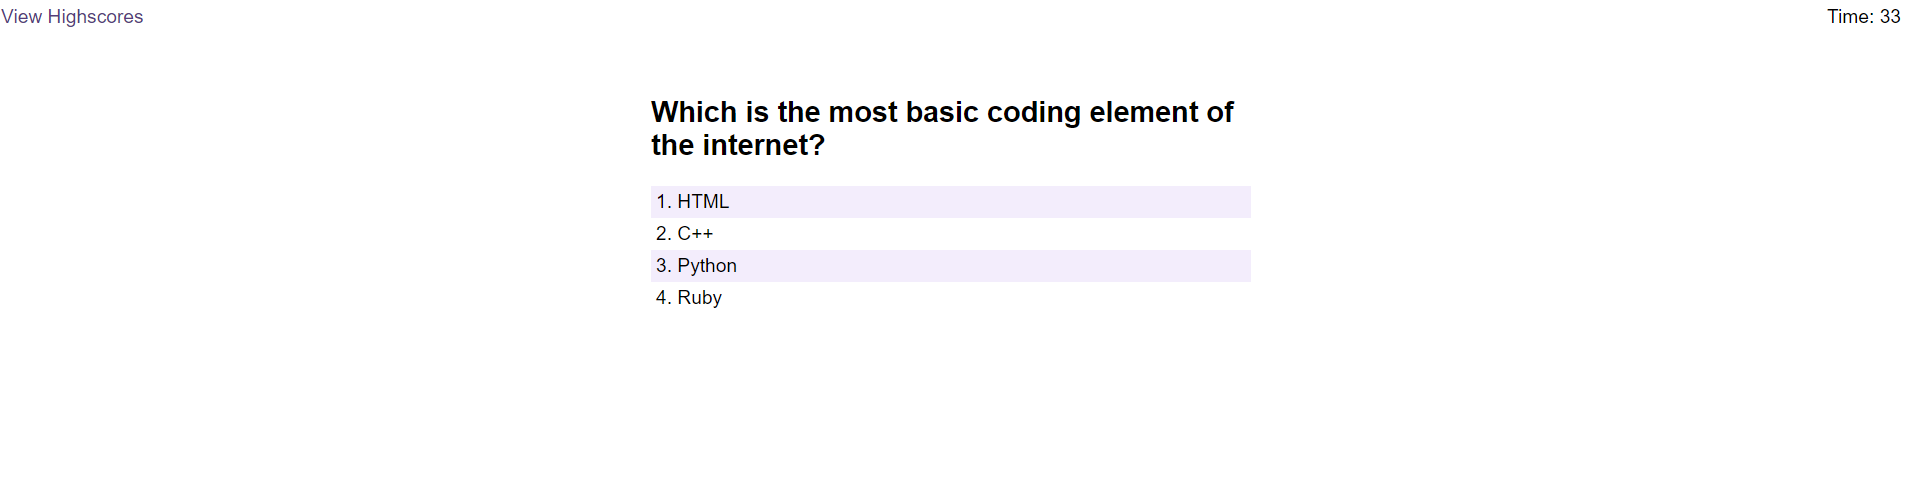 View Highscores
Time: 33
Which is the most basic coding element of
the internet?
1. HTML
2. C++
3. Python
4. Ruby